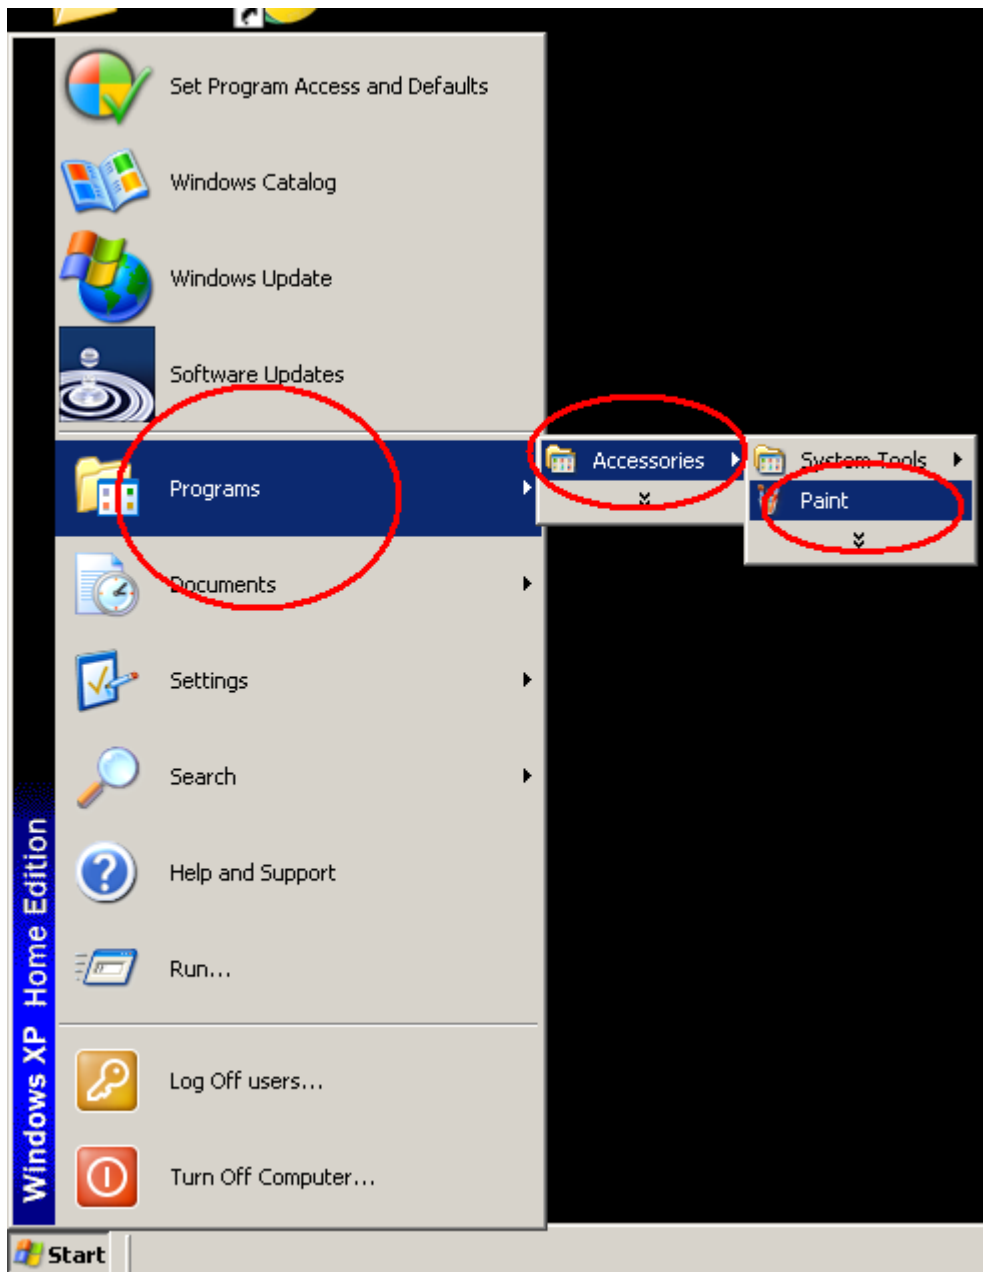 Set Program Access and Defaults
Windows Catalog
Windows Update
Software Updates
Programs
Accessories
System Tools
Paint
Documents
Settings
Search
Help and Support
Run...
Log Off users...
Turn Off Computer...
Windows XP Home Edition
Start